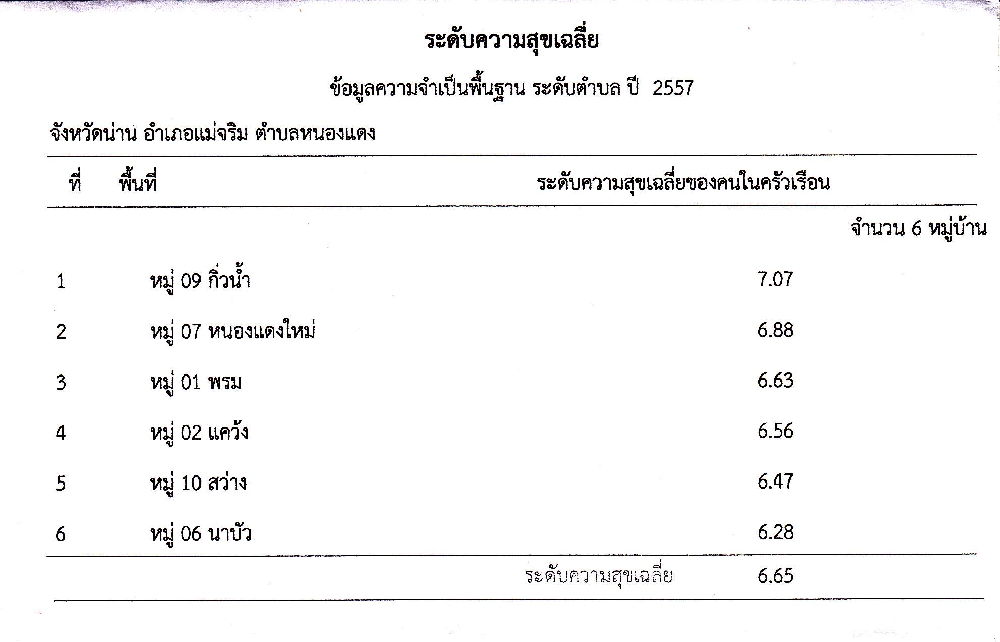 ระดับความสุขเฉลี่ย
ข้อมูลความจำเป็นพื้นฐาน ระดับตำบล ปี 2557
จังหวัดน่าน อำเภอแม่จริม ตำบลหนองแดง
ที่ พื้นที่ ระดับความสุขเฉลี่ยของคนในครัวเรือน
จำนวน 6 หมู่บ้าน
1 หมู่ 09 กิ่วน้ำ 7.07
2 หมู่ 07 หนองแดงใหม่ 6.88
3 หมู่ 01 พรม 6.63
4 หมู่ 02 แคว้ง 6.56
5 หมู่ 10 สว่าง 6.47
6 หมู่ 06 นาบัว 6.28
ระดับความสุขเฉลี่ย 6.65